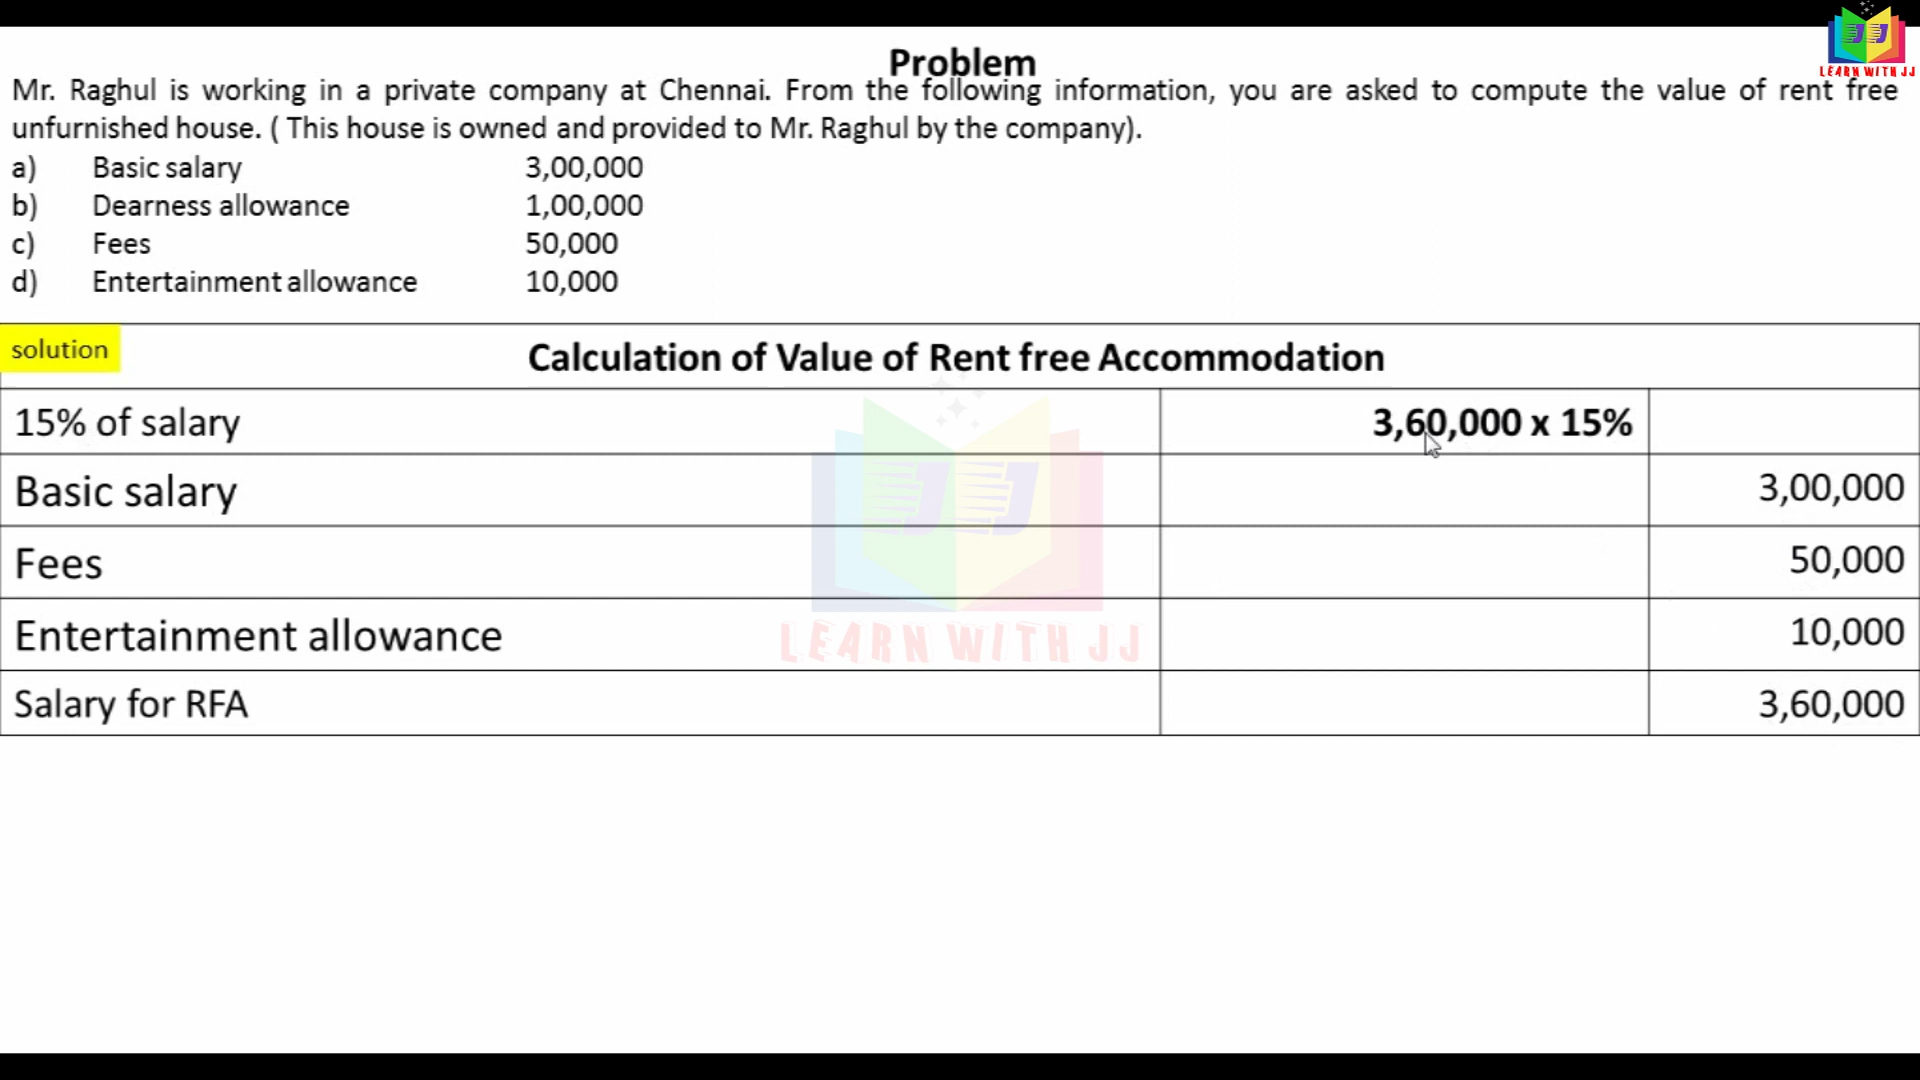 Problem
LEARN WITH JJ
Mr. Raghul is working in a private company at Chennai. From the following information, you are asked to compute the value of rent free
unfurnished house. ( This house is owned and provided to Mr. Raghul by the company).
a) Basic salary 3,00,000
b) Dearness allowance 1,00,000
c) Fees 50,000
d) Entertainment allowance 10,000
solution
Calculation of Value of Rent free Accommodation
15% of salary 3,60,000 x 15%
Basic salary 3,00,000
Fees 50,000
Entertainment allowance 10,000
LEARN WITH JJ
Salary for RFA 3,60,000